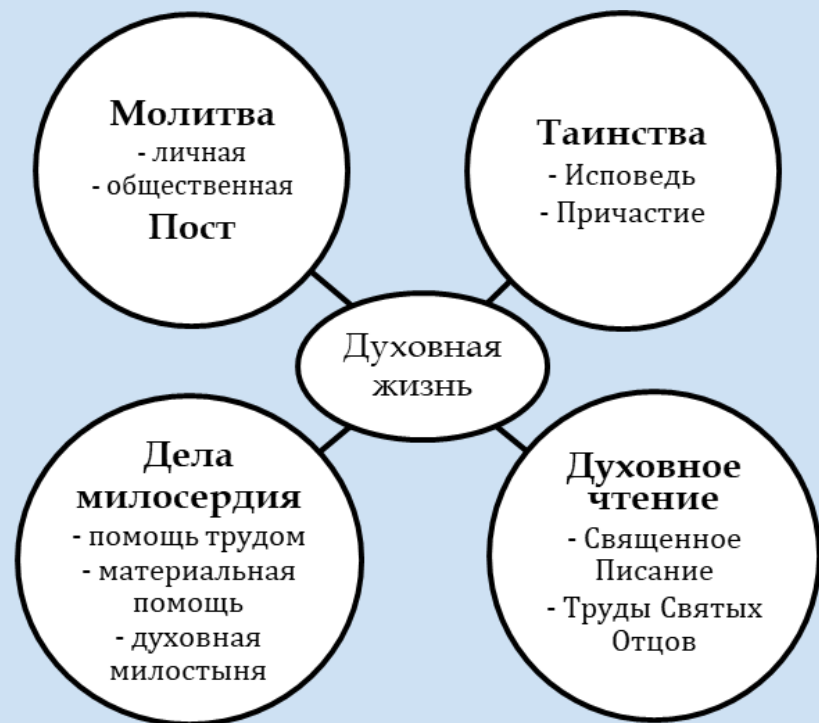 Молитва
- личная
- общественная
Пост
Таинства
- Исповедь
- Причастие
Духовная
жизнь
Дела
милосердия
- помощь трудом
- материальная
помощь
- духовная
милостыня
Духовное
чтение
- Священное
Писание
- Труды Святых
Отцов